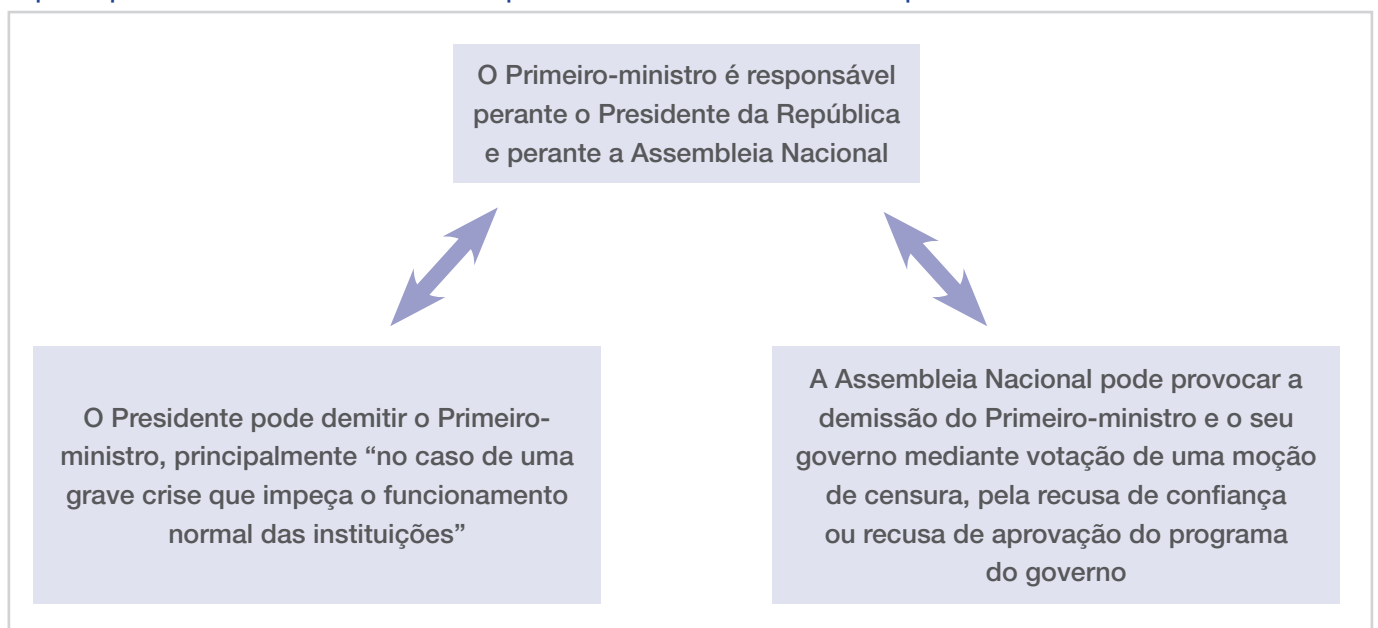 O Primeiro-ministro é responsável
perante o Presidente da República
e perante a Assembleia Nacional
O Presidente pode demitir o Primeiro-
ministro, principalmente “no caso de uma
grave crise que impeça o funcionamento
normal das instituições”
A Assembleia Nacional pode provocar a
demissão do Primeiro-ministro e o seu
governo mediante votação de uma moção
de censura, pela recusa de confiança
ou recusa de aprovação do programa
do governo